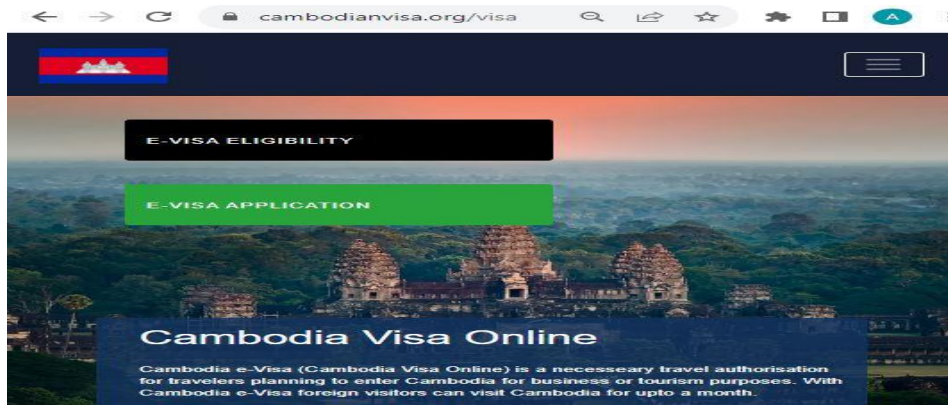 cambodianvisa.org/visa
A
E-VISA ELIGIBILITY
E-VISA APPLICATION
Cambodia Visa Online
Cambodia e-Visa (Cambodia Visa Online) is a necesseary travel authorisation
for travelers planning to enter Cambodia for business or tourism purposes. With
Cambodia e-Visa foreign visitors can visit Cambodia for upto a month.